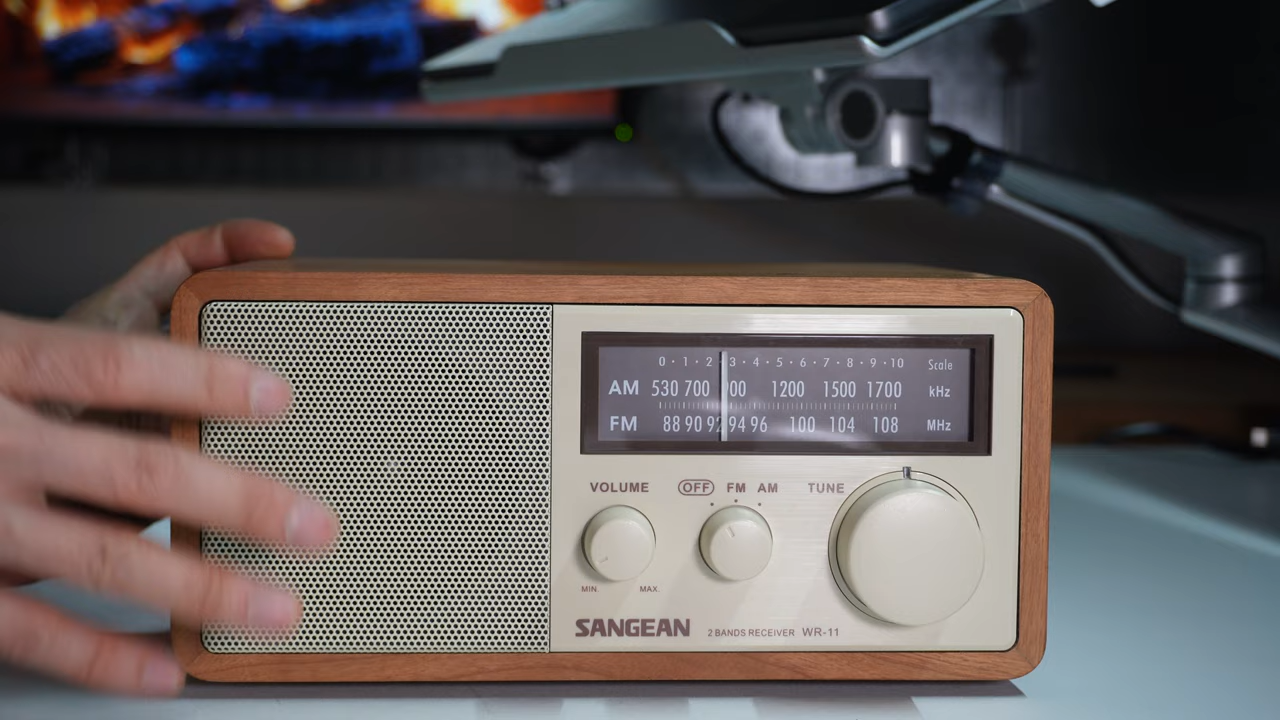 0 · 1 · 2 · 3 · 4 · 5 · 6 · 7 · 8 · 9 · 10 Scale
AM 530 700 900 1200 1500 1700 kHz
FM 88 90 92 94 96 100 104 108 MHz
VOLUME OFF FM AM TUNE
MIN. MAX.
SANGEAN 2 BANDS RECEIVER WR-11